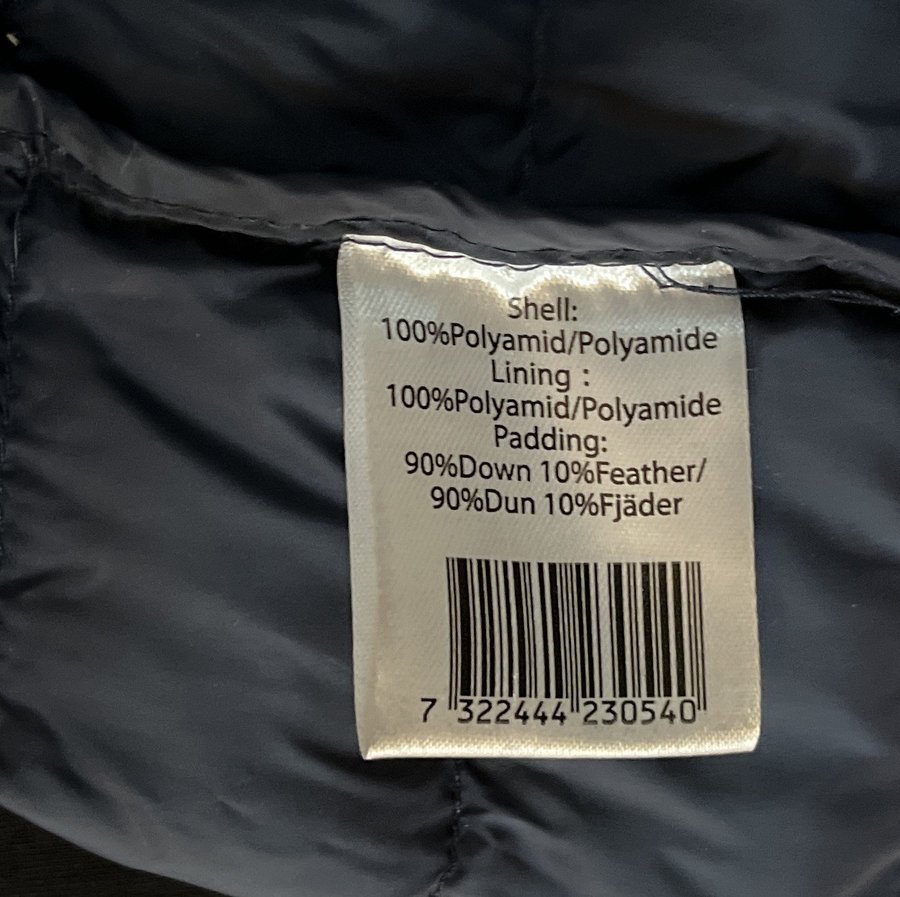 Shell:
100%Polyamid/Polyamide
Lining :
100%Polyamid/Polyamide
Padding:
90%Down 10%Feather/
90%Dun 10%Fjäder
7 322444 230540